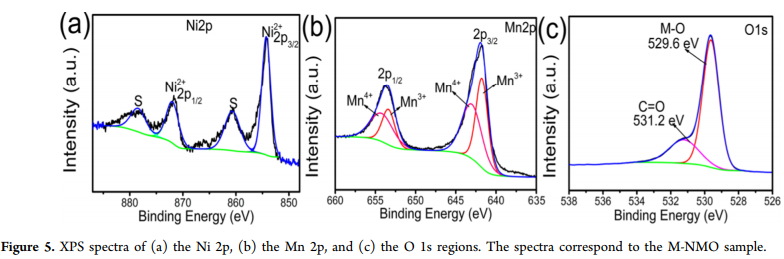 (a) Ni2p
Ni2+
2p3/2
Ni2+
2p1/2
S
S
Intensity (a.u.)
880 870 860 850
Binding Energy (eV)
(b) Mn2p
2p3/2
2p1/2
Mn4+
Mn3+
Mn4+
Mn3+
Intensity (a.u.)
660 655 650 645 640 635
Binding Energy (eV)
(c) M-O O1s
529.6 eV
C=O
531.2 eV
Intensity (a.u.)
538 536 534 532 530 528 526
Binding Energy (eV)
Figure 5. XPS spectra of (a) the Ni 2p, (b) the Mn 2p, and (c) the O 1s regions. The spectra correspond to the M-NMO sample.